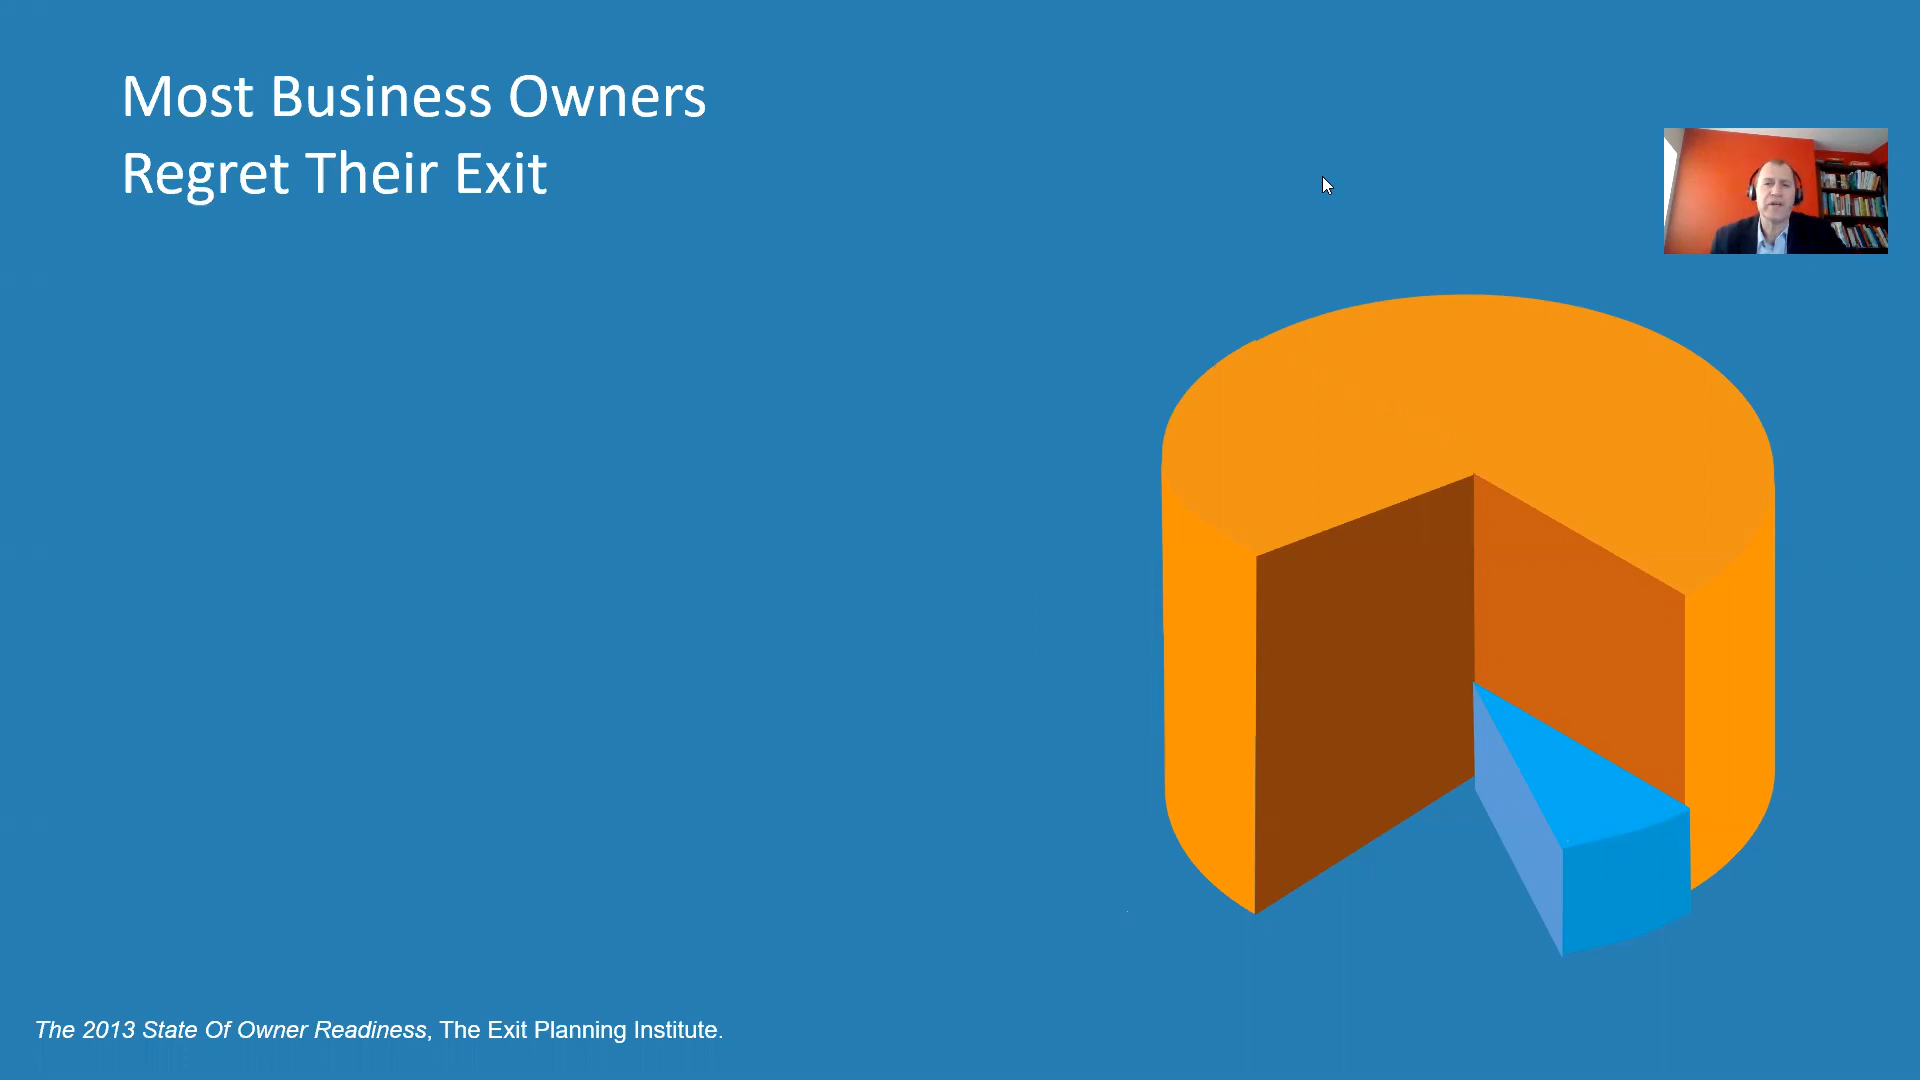 Most Business Owners
Regret Their Exit
The 2013 State Of Owner Readiness, The Exit Planning Institute.